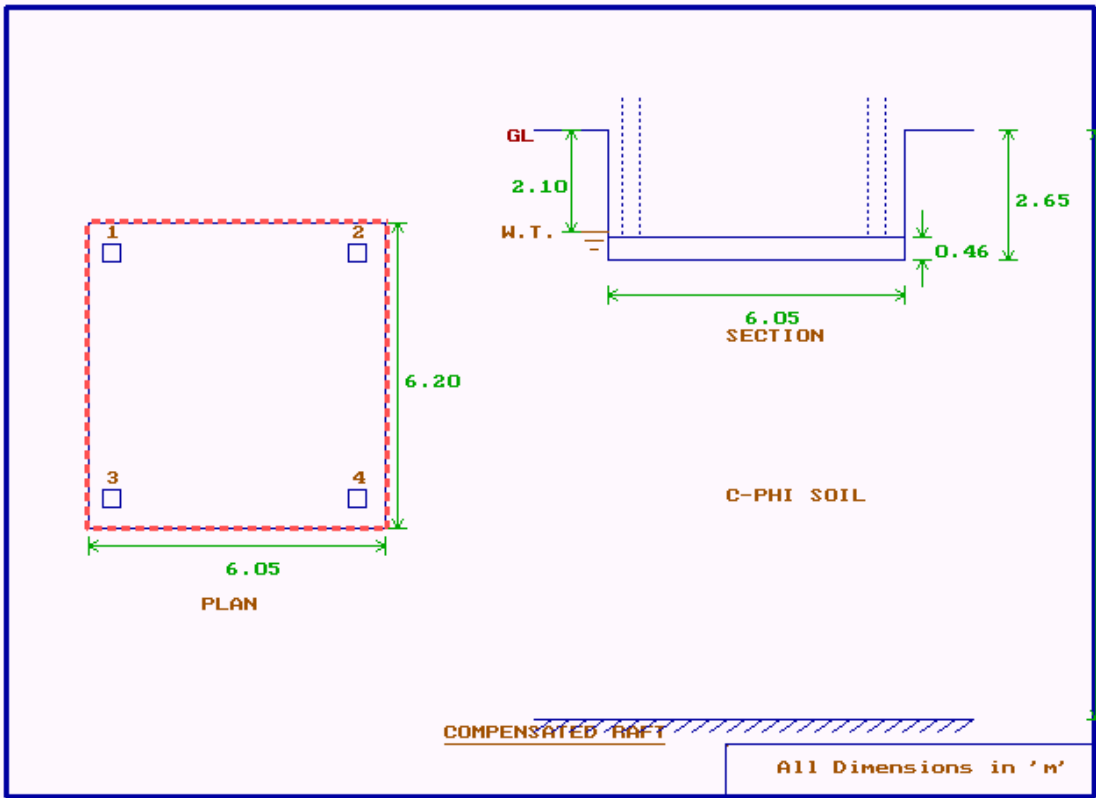 GL
2.10
2.65
W.T.
0.46
6.05
SECTION
1
2
6.20
3
4
6.05
PLAN
C-PHI SOIL
COMPENSATED RAFT
All Dimensions in 'm'